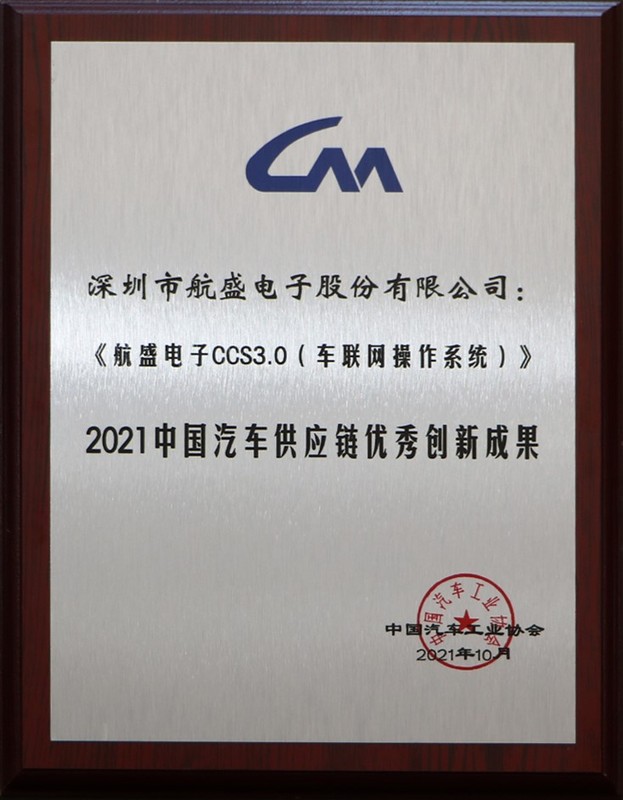 CAAM
深圳市航盛电子股份有限公司：
《航盛电子CCS3.0（车联网操作系统）》
2021中国汽车供应链优秀创新成果
中国汽车工业协会
中国汽车工业协会
2021年10月